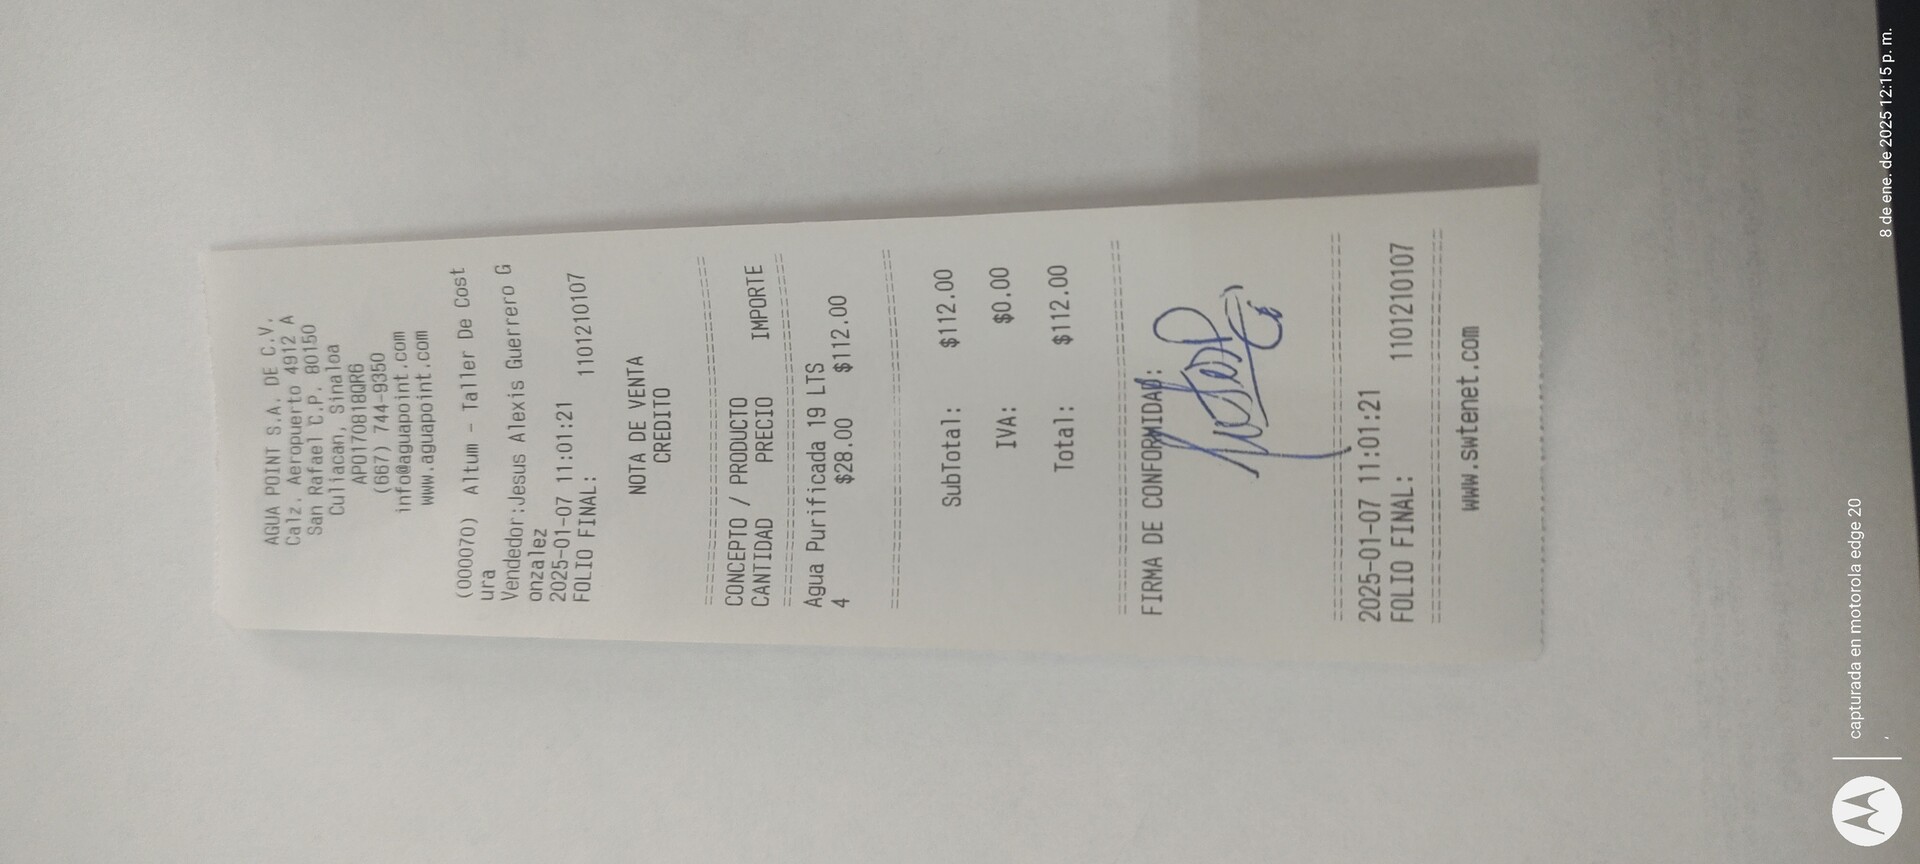 AGUA POINT S.A. DE C.V.
Calz. Aeropuerto 4912 A
San Rafael C.P. 80150
Culiacan, Sinaloa
APO170818QR6
(667) 744-9350
info@aguapoint.com
www.aguapoint.com
(000070) Altum - Taller De Cost
ura
Vendedor:Jesus Alexis Guerrero G
onzalez
2025-01-07 11:01:21
FOLIO FINAL: 1101210107
NOTA DE VENTA
CREDITO
================================
CONCEPTO / PRODUCTO
CANTIDAD PRECIO IMPORTE
================================
Agua Purificada 19 LTS
4 $28.00 $112.00
================================
SubTotal: $112.00
IVA: $0.00
Total: $112.00
================================
FIRMA DE CONFORMIDAD:
================================
2025-01-07 11:01:21
FOLIO FINAL: 1101210107
================================
www.swtenet.com
capturada en motorola edge 20
,
8 de ene. de 2025 12:15 p. m.